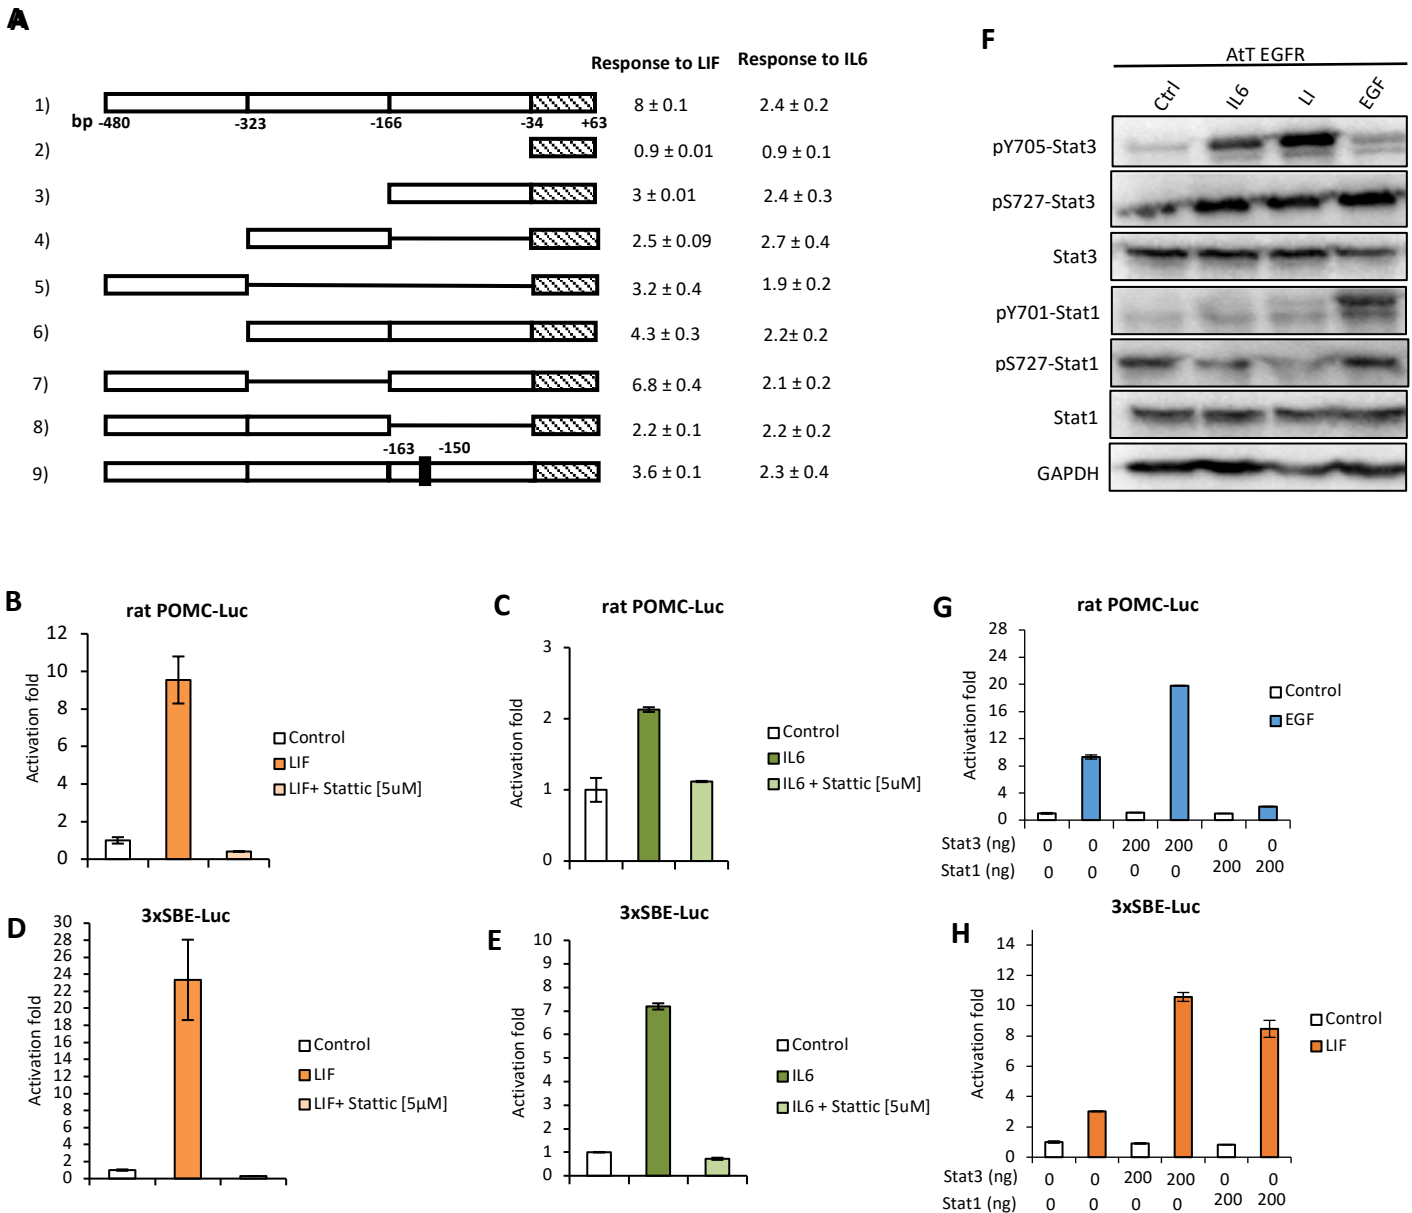 A
Response to LIF Response to IL6
1) 8 ± 0.1 2.4 ± 0.2
bp -480 -323 -166 -34 +63
2) 0.9 ± 0.01 0.9 ± 0.1
3) 3 ± 0.01 2.4 ± 0.3
4) 2.5 ± 0.09 2.7 ± 0.4
5) 3.2 ± 0.4 1.9 ± 0.2
6) 4.3 ± 0.3 2.2± 0.2
7) 6.8 ± 0.4 2.1 ± 0.2
8) 2.2 ± 0.1 2.2 ± 0.2
-163 -150
9) 3.6 ± 0.1 2.3 ± 0.4
F
AtT EGFR
Ctrl IL6 LI EGF
pY705-Stat3
pS727-Stat3
Stat3
pY701-Stat1
pS727-Stat1
Stat1
GAPDH
B
rat POMC-Luc
Activation fold
12
10
8
6
4
2
0
Control
LIF
LIF+ Stattic [5uM]
C
rat POMC-Luc
Activation fold
3
2
1
0
Control
IL6
IL6 + Stattic [5uM]
G
rat POMC-Luc
Activation fold
28
24
20
16
12
8
4
0
Control
EGF
Stat3 (ng) 0 0 200 200 0 0
Stat1 (ng) 0 0 0 0 200 200
D
3xSBE-Luc
Activation fold
30
28
26
24
22
20
18
16
14
12
10
8
6
4
2
0
Control
LIF
LIF+ Stattic [5µM]
E
3xSBE-Luc
Activation fold
10
9
8
7
6
5
4
3
2
1
0
Control
IL6
IL6 + Stattic [5uM]
H
3xSBE-Luc
Activation fold
14
12
10
8
6
4
2
0
Control
LIF
Stat3 (ng) 0 0 200 200 0 0
Stat1 (ng) 0 0 0 0 200 200